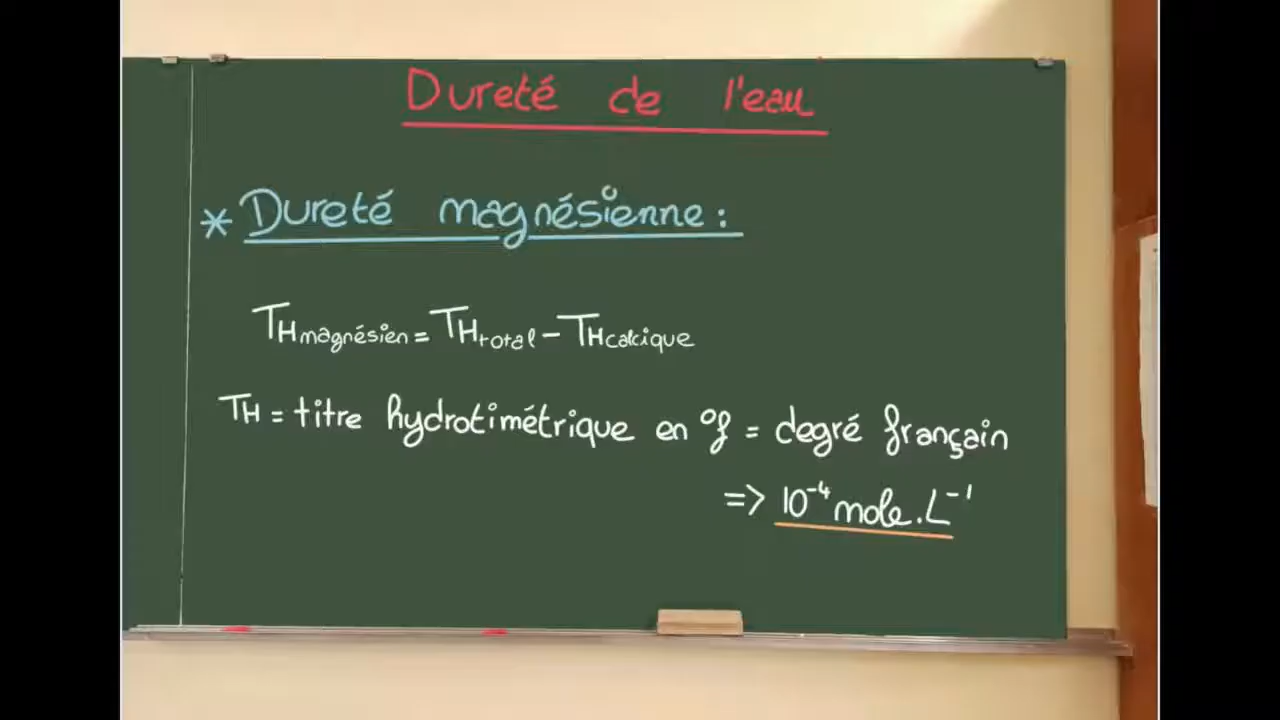 Dureté de l'eau
* Dureté magnésienne :
TH magnésien = TH total - TH calcique
TH = titre hydrotimétrique en °f = degré français
=> 10⁻⁴ mole.L⁻¹